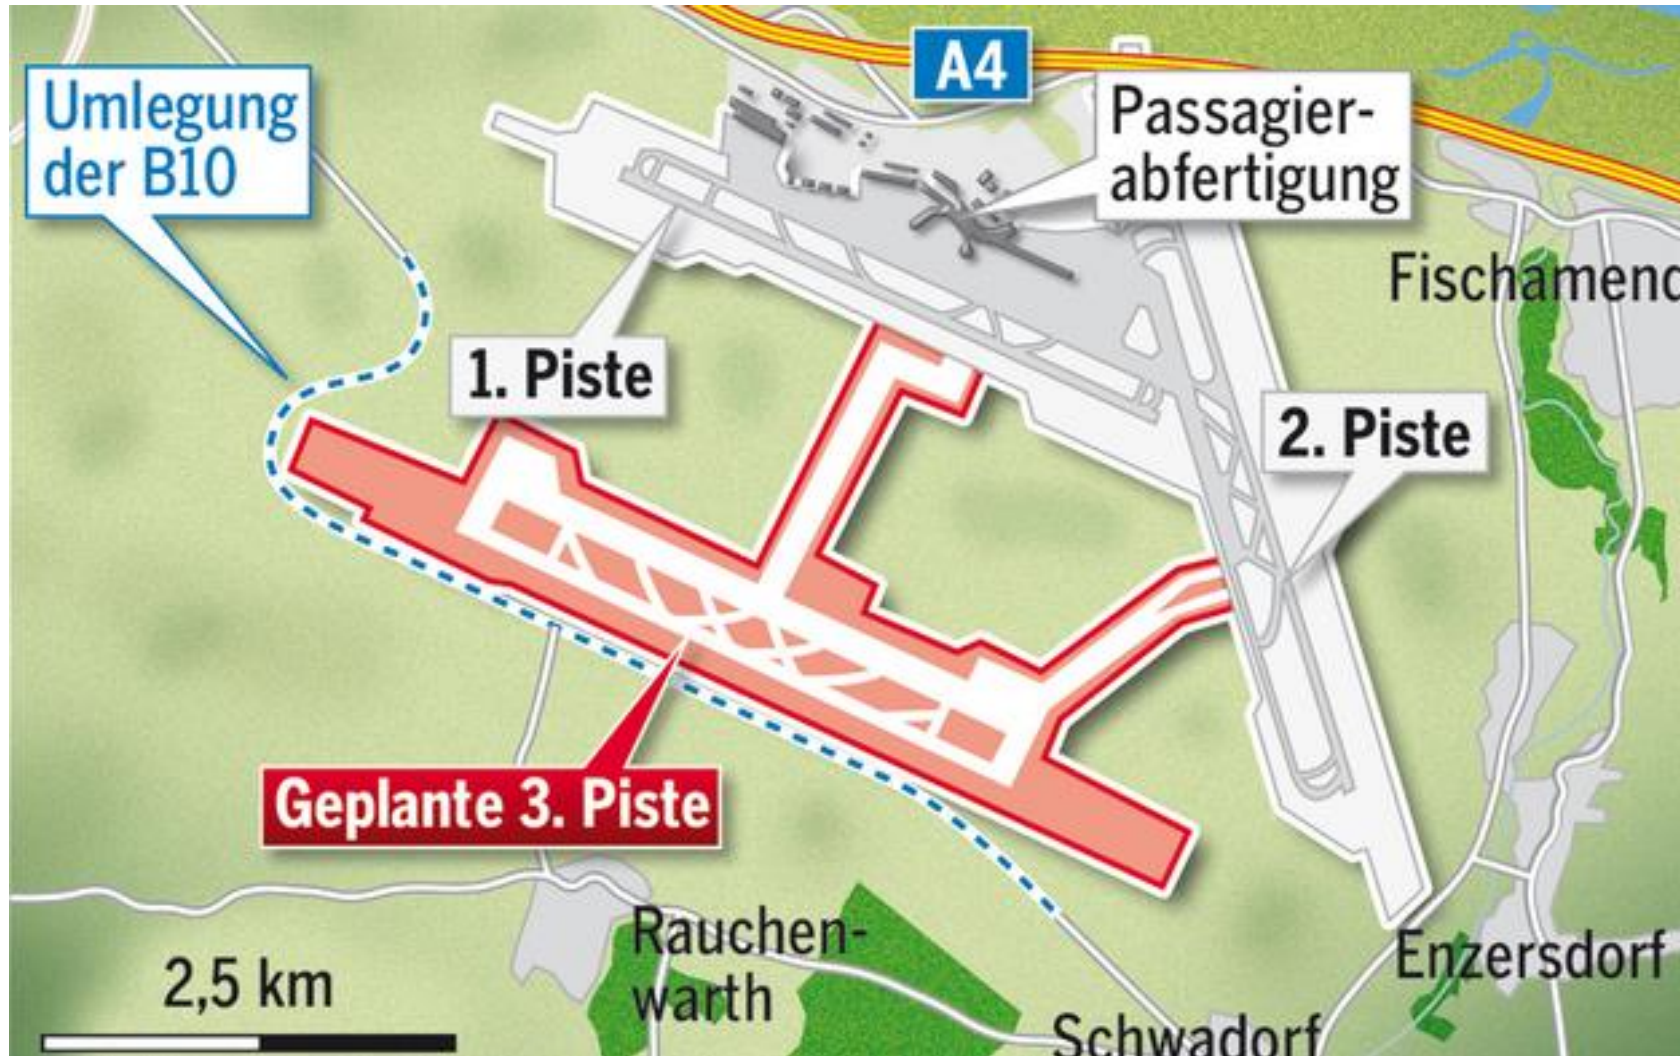 A4
Umlegung
der B10
Passagier-
abfertigung
Fischamend
1. Piste
2. Piste
Geplante 3. Piste
Rauchen-
warth
Enzersdorf
2,5 km
Schwadorf